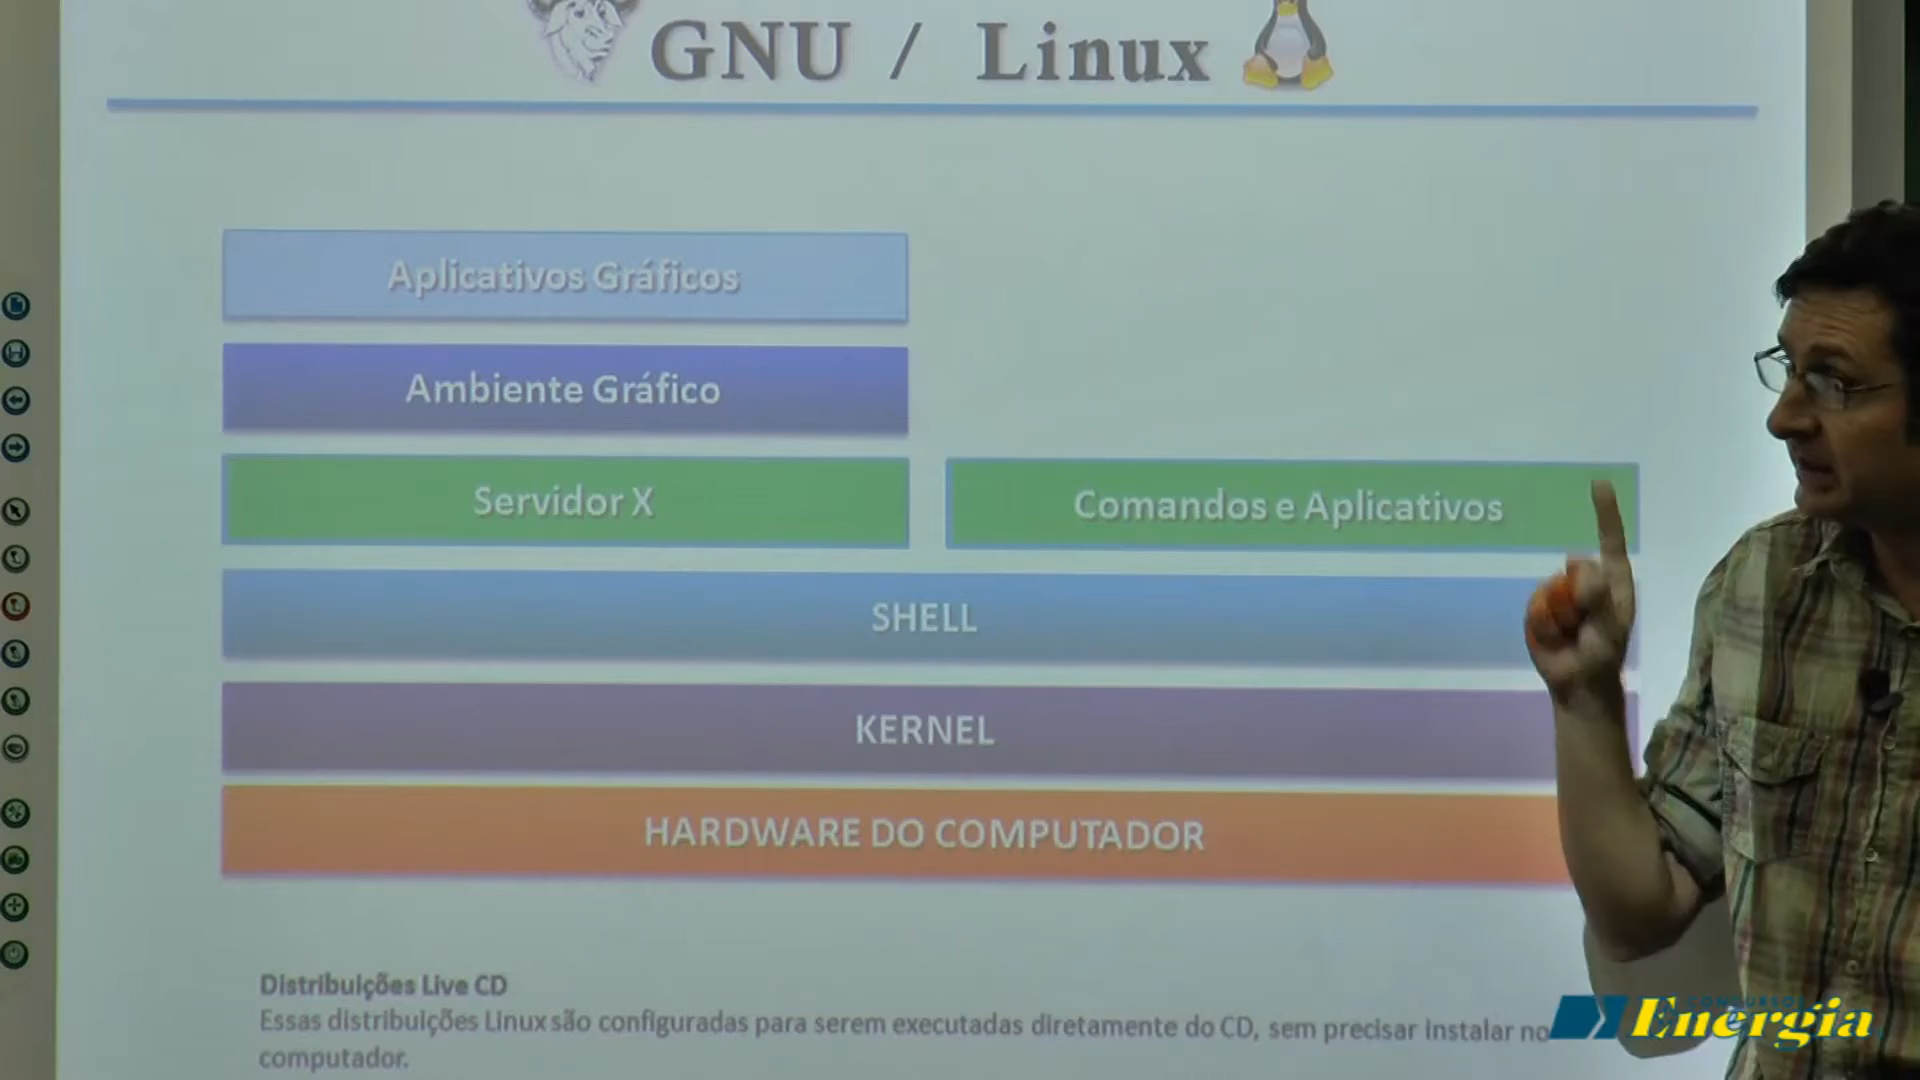 GNU / Linux
Aplicativos Gráficos
Ambiente Gráfico
Servidor X
Comandos e Aplicativos
SHELL
KERNEL
HARDWARE DO COMPUTADOR
Distribuições Live CD
Essas distribuições Linux são configuradas para serem executadas diretamente do CD, sem precisar instalar no
computador.
CONCURSOS
Energia